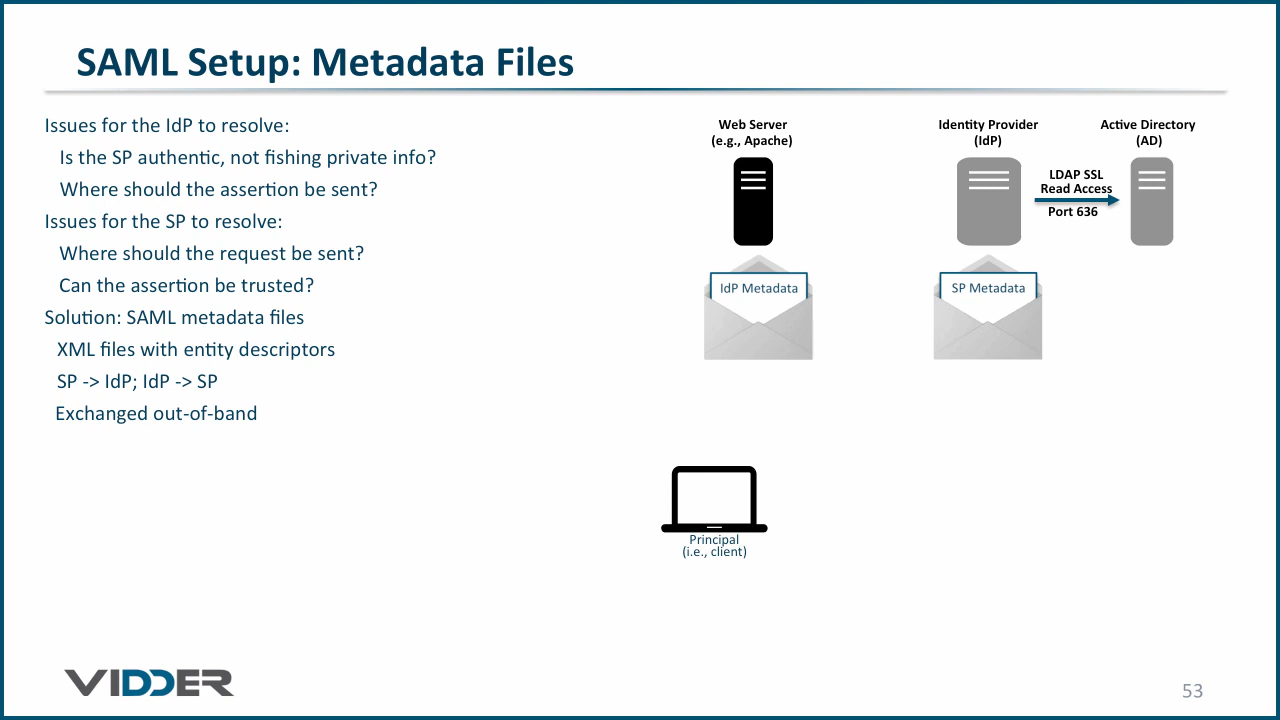 SAML Setup: Metadata Files
Issues for the IdP to resolve:
Is the SP authentic, not fishing private info?
Where should the assertion be sent?
Issues for the SP to resolve:
Where should the request be sent?
Can the assertion be trusted?
Solution: SAML metadata files
XML files with entity descriptors
SP -> IdP; IdP -> SP
Exchanged out-of-band
Web Server
(e.g., Apache)
Identity Provider
(IdP)
Active Directory
(AD)
LDAP SSL
Read Access
Port 636
IdP Metadata
SP Metadata
Principal
(i.e., client)
VIDDER
53